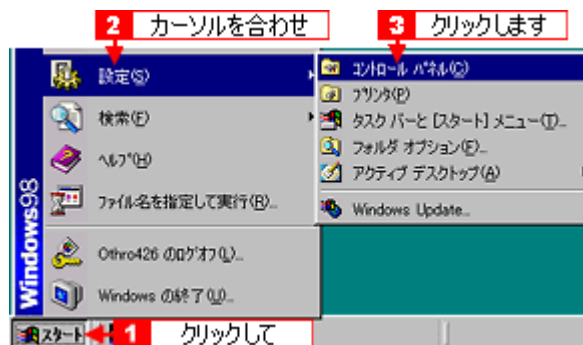 2 カーソルを合わせ
3 クリックします
設定(S)
検索(F)
ヘルプ(H)
ファイル名を指定して実行(R)...
Othro426 のログオフ(L)...
Windows の終了(U)...
コントロール パネル(C)
プリンタ(P)
タスク バーと [スタート] メニュー(T)...
フォルダ オプション(F)...
アクティブ デスクトップ(A)
Windows Update...
Windows98
スタート
1 クリックして